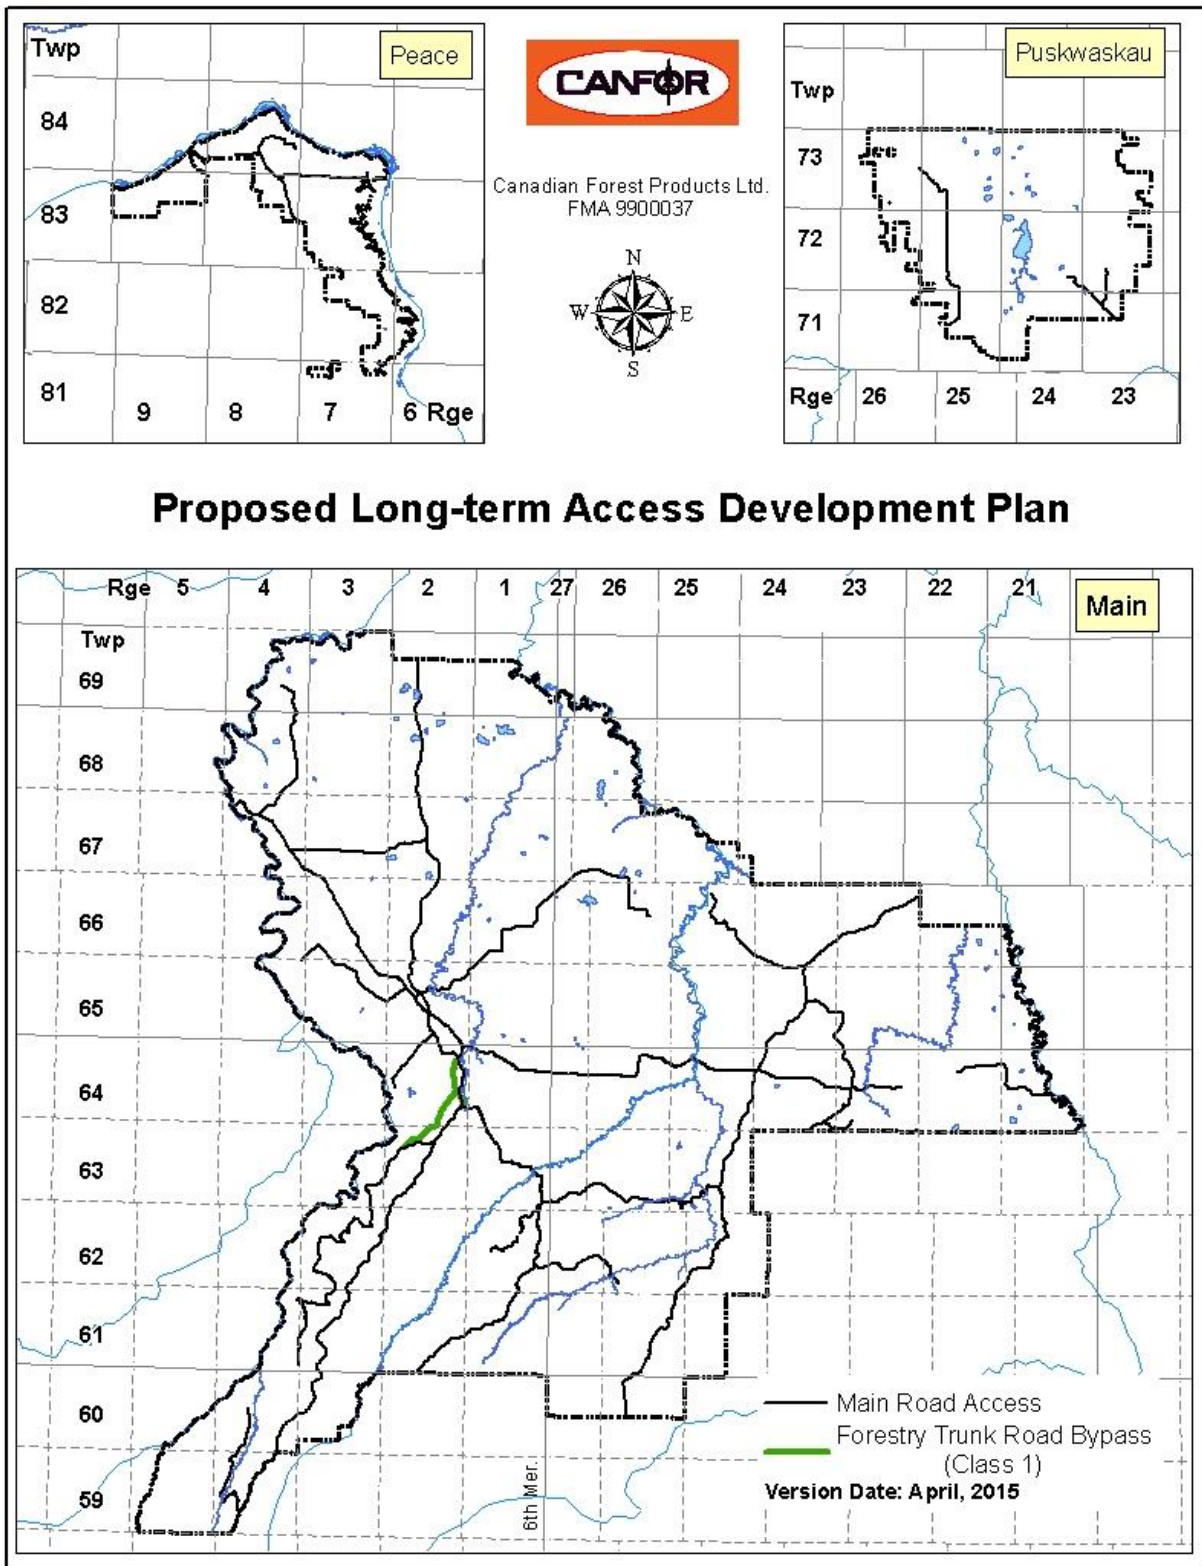 Twp
Peace
84
83
82
81
9 8 7 6 Rge
CANFOR
Canadian Forest Products Ltd.
FMA 9900037
N
W E
S
Puskwaskau
Twp
73
72
71
Rge 26 25 24 23
Proposed Long-term Access Development Plan
Rge 5 4 3 2 1 27 26 25 24 23 22 21
Main
Twp
69
68
67
66
65
64
63
62
61
60
59
6th Mer.
Main Road Access
Forestry Trunk Road Bypass
(Class 1)
Version Date: April, 2015